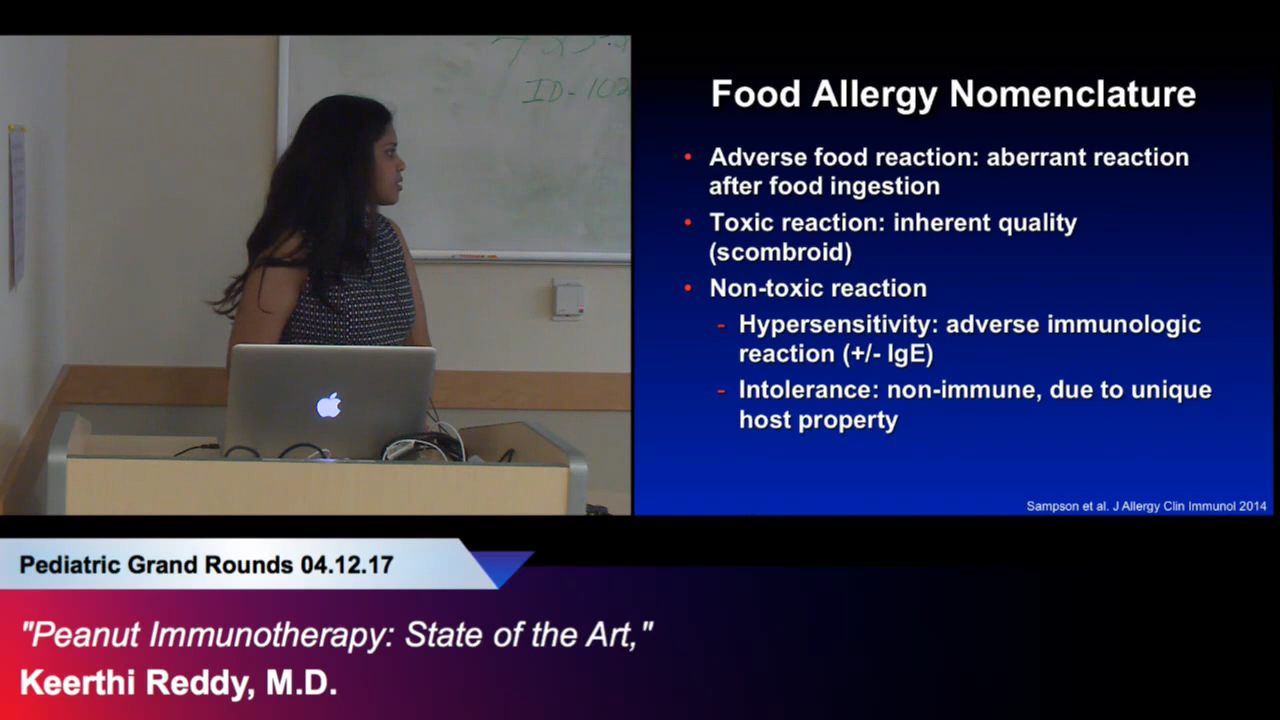 ID-102
Food Allergy Nomenclature
• Adverse food reaction: aberrant reaction
after food ingestion
• Toxic reaction: inherent quality
(scombroid)
• Non-toxic reaction
- Hypersensitivity: adverse immunologic
reaction (+/- IgE)
- Intolerance: non-immune, due to unique
host property
Sampson et al. J Allergy Clin Immunol 2014
Pediatric Grand Rounds 04.12.17
"Peanut Immunotherapy: State of the Art,"
Keerthi Reddy, M.D.